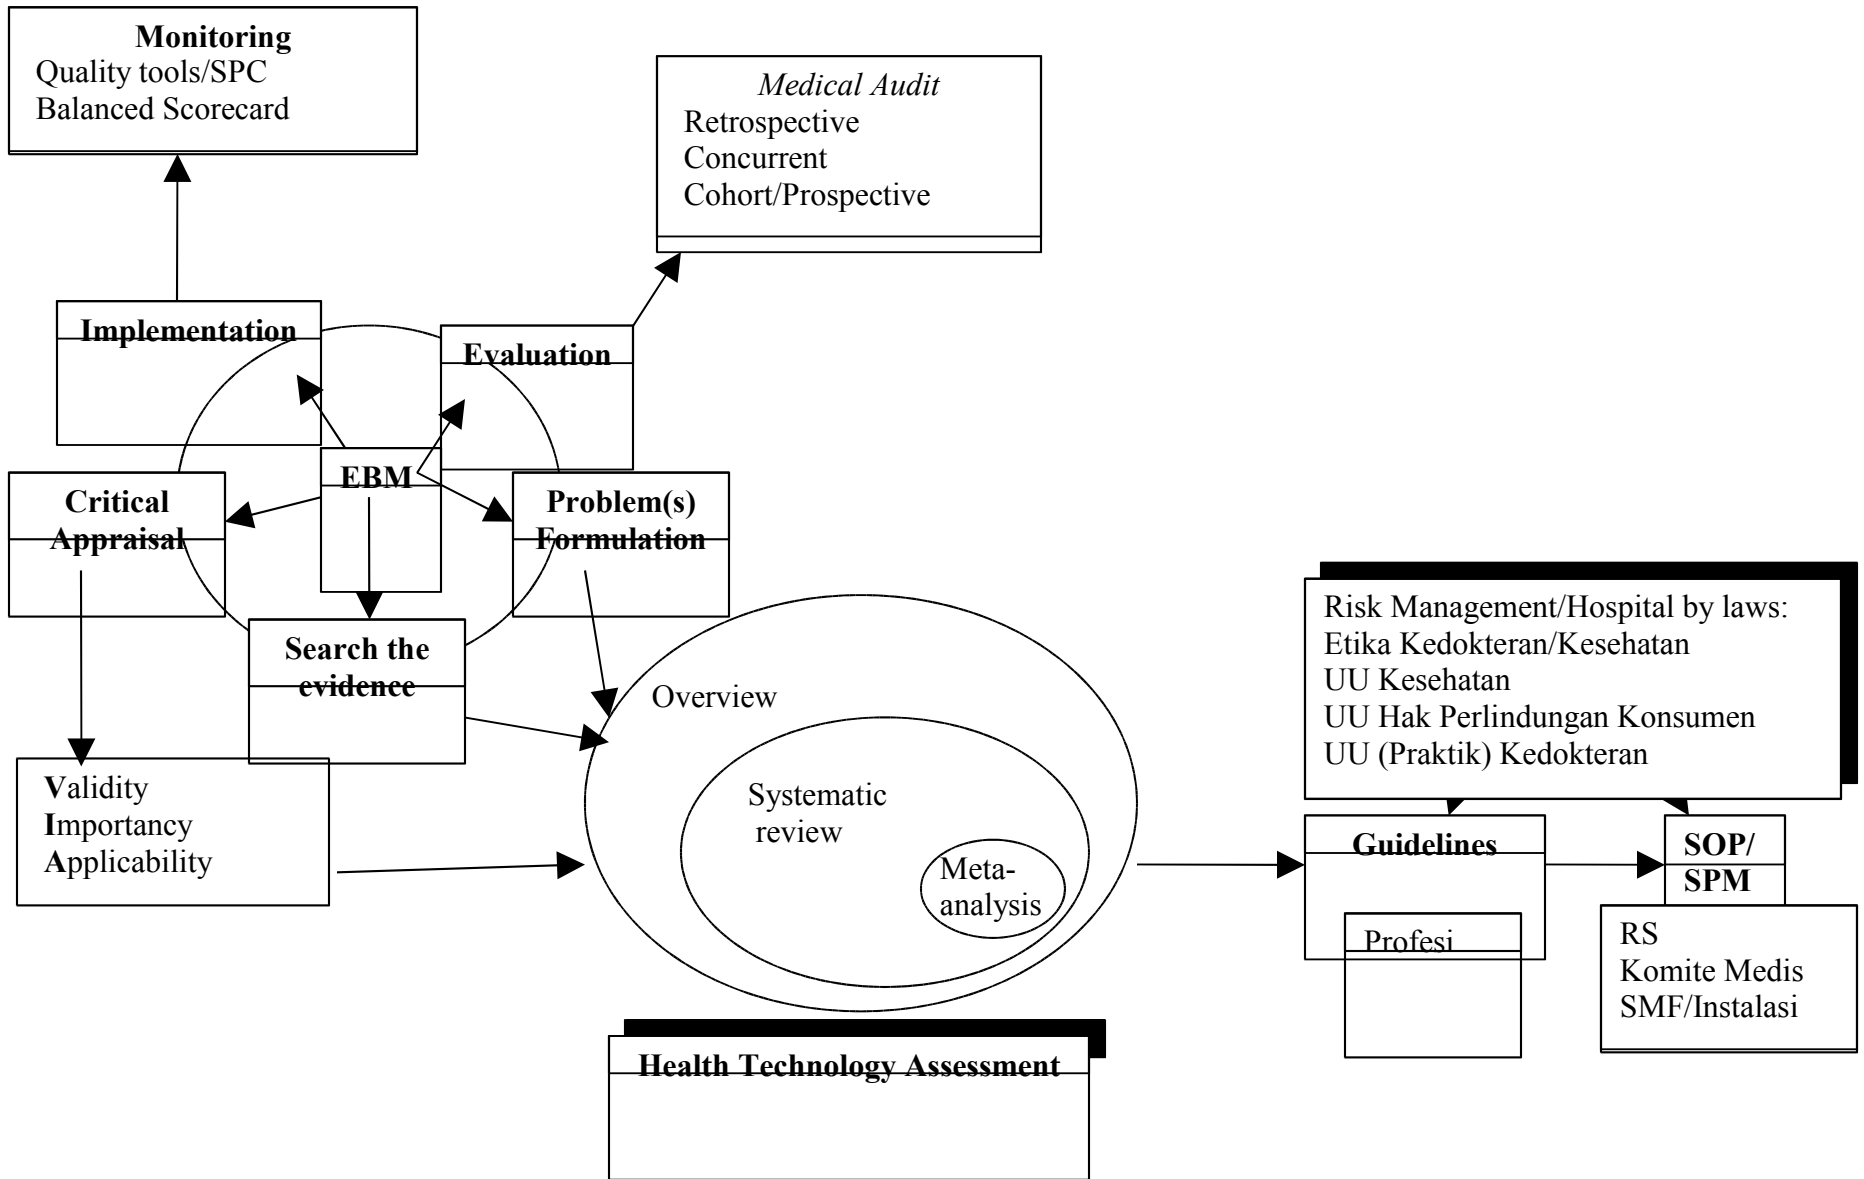 Monitoring
Quality tools/SPC
Balanced Scorecard
Medical Audit
Retrospective
Concurrent
Cohort/Prospective
Implementation
Evaluation
EBM
Critical
Appraisal
Problem(s)
Formulation
Search the
evidence
Validity
Importancy
Applicability
Overview
Systematic
review
Meta-
analysis
Health Technology Assessment
Risk Management/Hospital by laws:
Etika Kedokteran/Kesehatan
UU Kesehatan
UU Hak Perlindungan Konsumen
UU (Praktik) Kedokteran
Guidelines
Profesi
SOP/
SPM
RS
Komite Medis
SMF/Instalasi